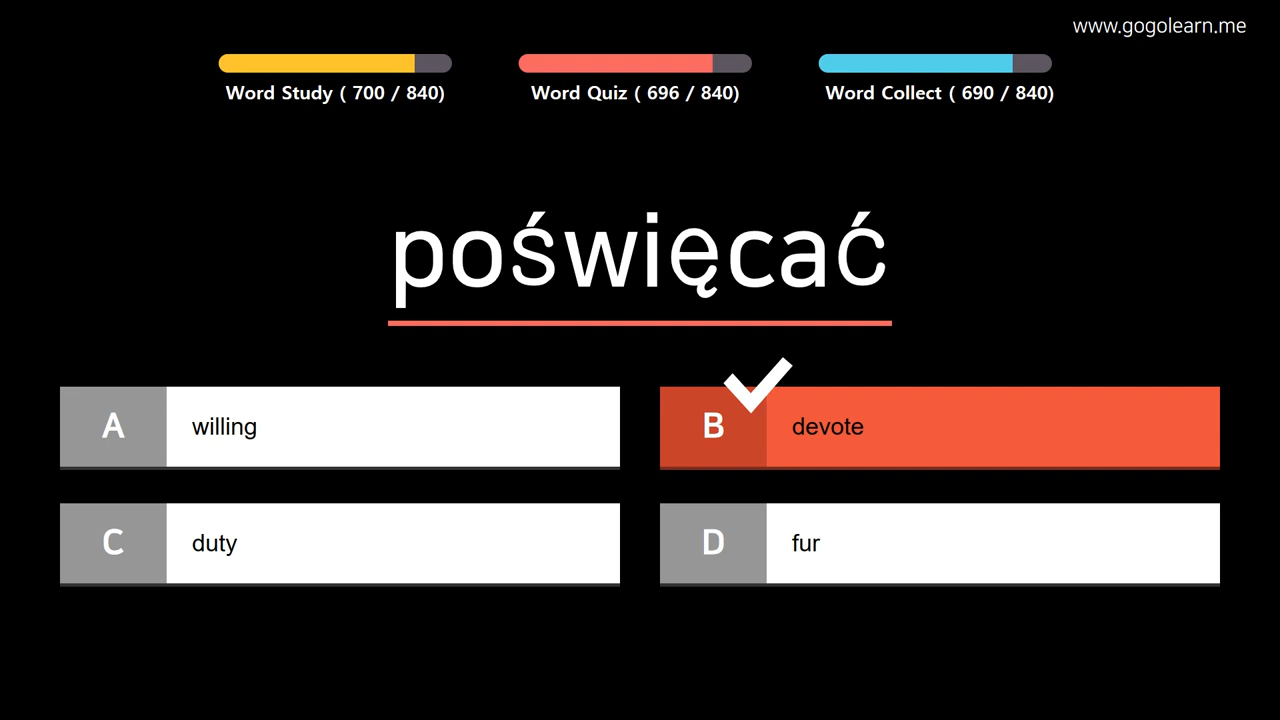 www.gogolearn.me
Word Study ( 700 / 840)
Word Quiz ( 696 / 840)
Word Collect ( 690 / 840)
poświęcać
A willing
B devote
C duty
D fur